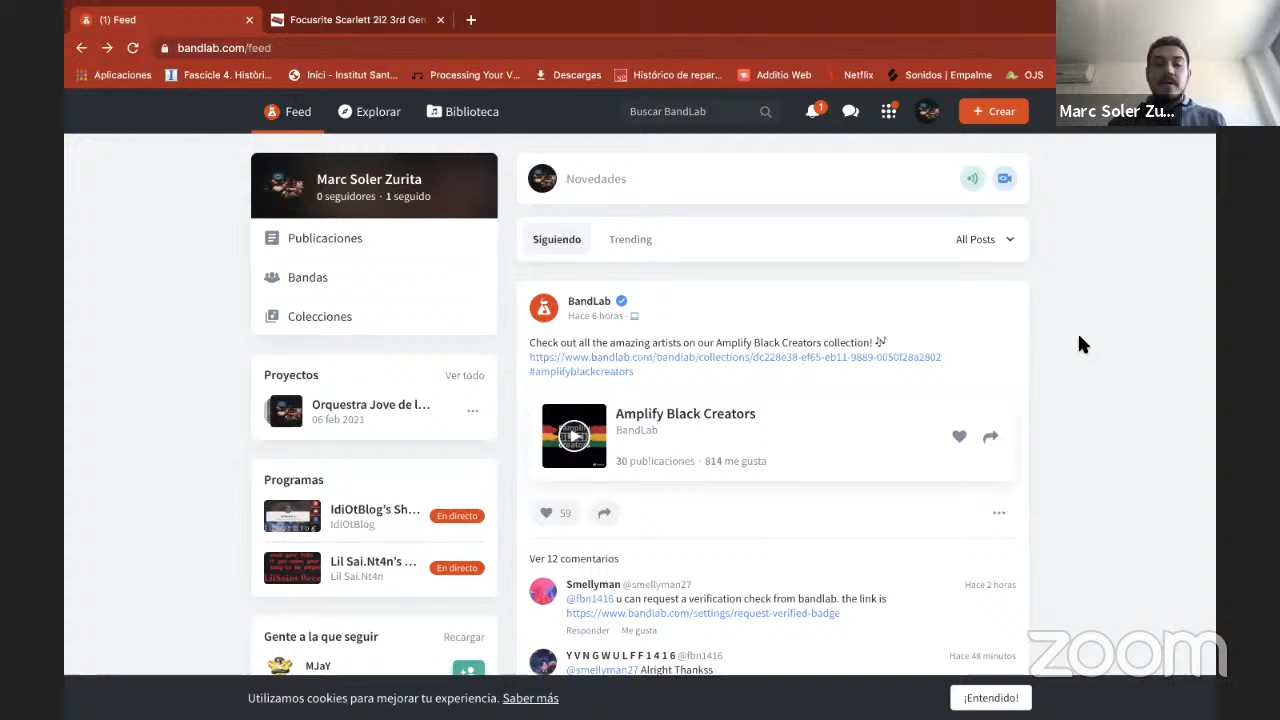 (1) Feed
Focusrite Scarlett 2i2 3rd Gen
bandlab.com/feed
Aplicaciones
Fascicle 4. Històri...
Inici - Institut Sant...
Processing Your V...
Descargas
Histórico de repar...
Additio Web
Netflix
Sonidos | Empalme
OJS
Marc Soler Zu...
Feed
Explorar
Biblioteca
Buscar BandLab
1
+ Crear
Marc Soler Zurita
0 seguidores · 1 seguido
Publicaciones
Bandas
Colecciones
Proyectos
Ver todo
Orquestra Jove de l...
06 feb 2021
Programas
IdiOtBlog's Sh...
IdiOtBlog
En directo
Lil Sai.Nt4n's ...
Lil Sai.Nt4n
En directo
Gente a la que seguir
Recargar
MJaY
Novedades
Siguiendo
Trending
All Posts
BandLab
Hace 6 horas ·
Check out all the amazing artists on our Amplify Black Creators collection! 🎶
https://www.bandlab.com/bandlab/collections/dc228e38-ef65-eb11-9889-0050f28a2802
#amplifyblackcreators
Amplify Black Creators
BandLab
30 publicaciones · 814 me gusta
59
Ver 12 comentarios
Smellyman @smellyman27
Hace 2 horas
@fbn1416 u can request a verification check from bandlab. the link is
https://www.bandlab.com/settings/request-verified-badge
Responder Me gusta
Y V N G W U L F F 1 4 1 6 @fbn1416
Hace 48 minutos
@smellyman27 Alright Thankss
Utilizamos cookies para mejorar tu experiencia. Saber más
¡Entendido!
zoom